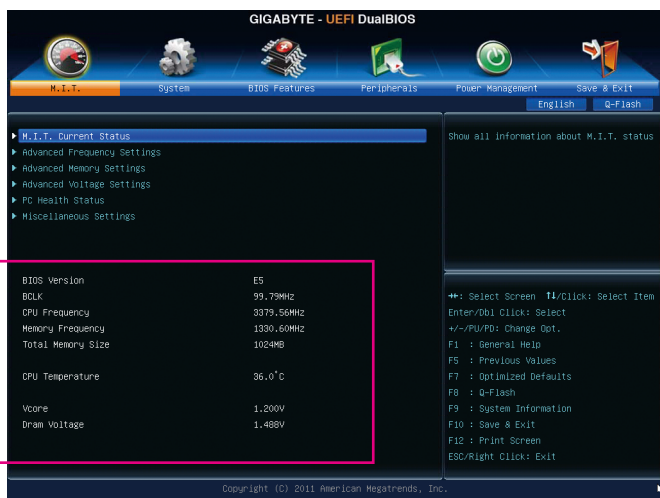 GIGABYTE - UEFI DualBIOS
M.I.T. System BIOS Features Peripherals Power Management Save & Exit
English Q-Flash
M.I.T. Current Status
Advanced Frequency Settings
Advanced Memory Settings
Advanced Voltage Settings
PC Health Status
Miscellaneous Settings
Show all information about M.I.T. status
BIOS Version E5
BCLK 99.79MHz
CPU Frequency 3379.56MHz
Memory Frequency 1330.60MHz
Total Memory Size 1024MB
CPU Temperature 36.0°C
Vcore 1.200V
Dram Voltage 1.488V
→←: Select Screen ↑↓/Click: Select Item
Enter/Dbl Click: Select
+/-/PU/PD: Change Opt.
F1 : General Help
F5 : Previous Values
F7 : Optimized Defaults
F8 : Q-Flash
F9 : System Information
F10 : Save & Exit
F12 : Print Screen
ESC/Right Click: Exit
Copyright (C) 2011 American Megatrends, Inc.